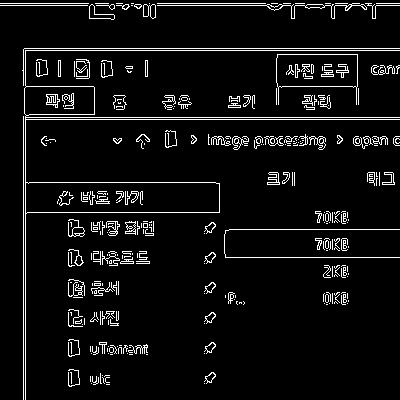 사진 도구 cann
파일 홈 공유 보기 관리
Image processing > open c
크기 태그
바로 가기
바탕 화면
70KB
다운로드
70KB
문서
2KB
P... 0KB
사진
uTorrent
utc